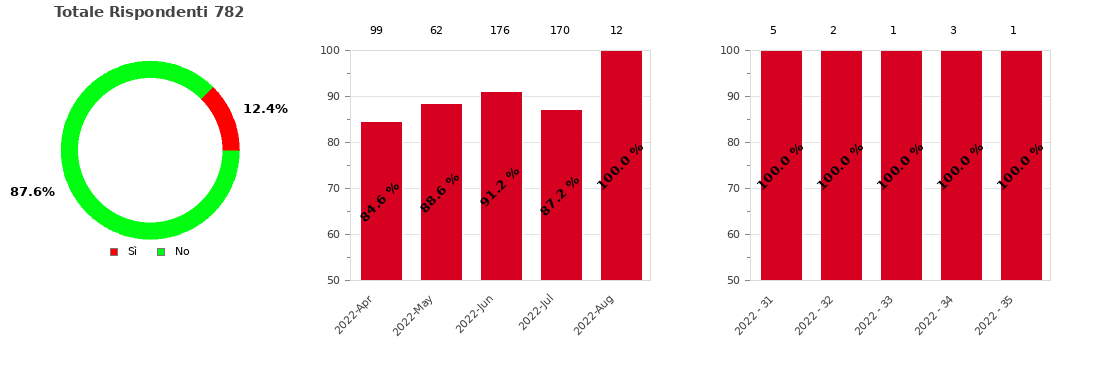 Totale Rispondenti 782
12.4%
87.6%
Sì
No
99 62 176 170 12
100
90
80
70
60
50
84.6 %
88.6 %
91.2 %
87.2 %
100.0 %
2022-Apr
2022-May
2022-Jun
2022-Jul
2022-Aug
5 2 1 3 1
100
90
80
70
60
50
100.0 %
100.0 %
100.0 %
100.0 %
100.0 %
2022 - 31
2022 - 32
2022 - 33
2022 - 34
2022 - 35